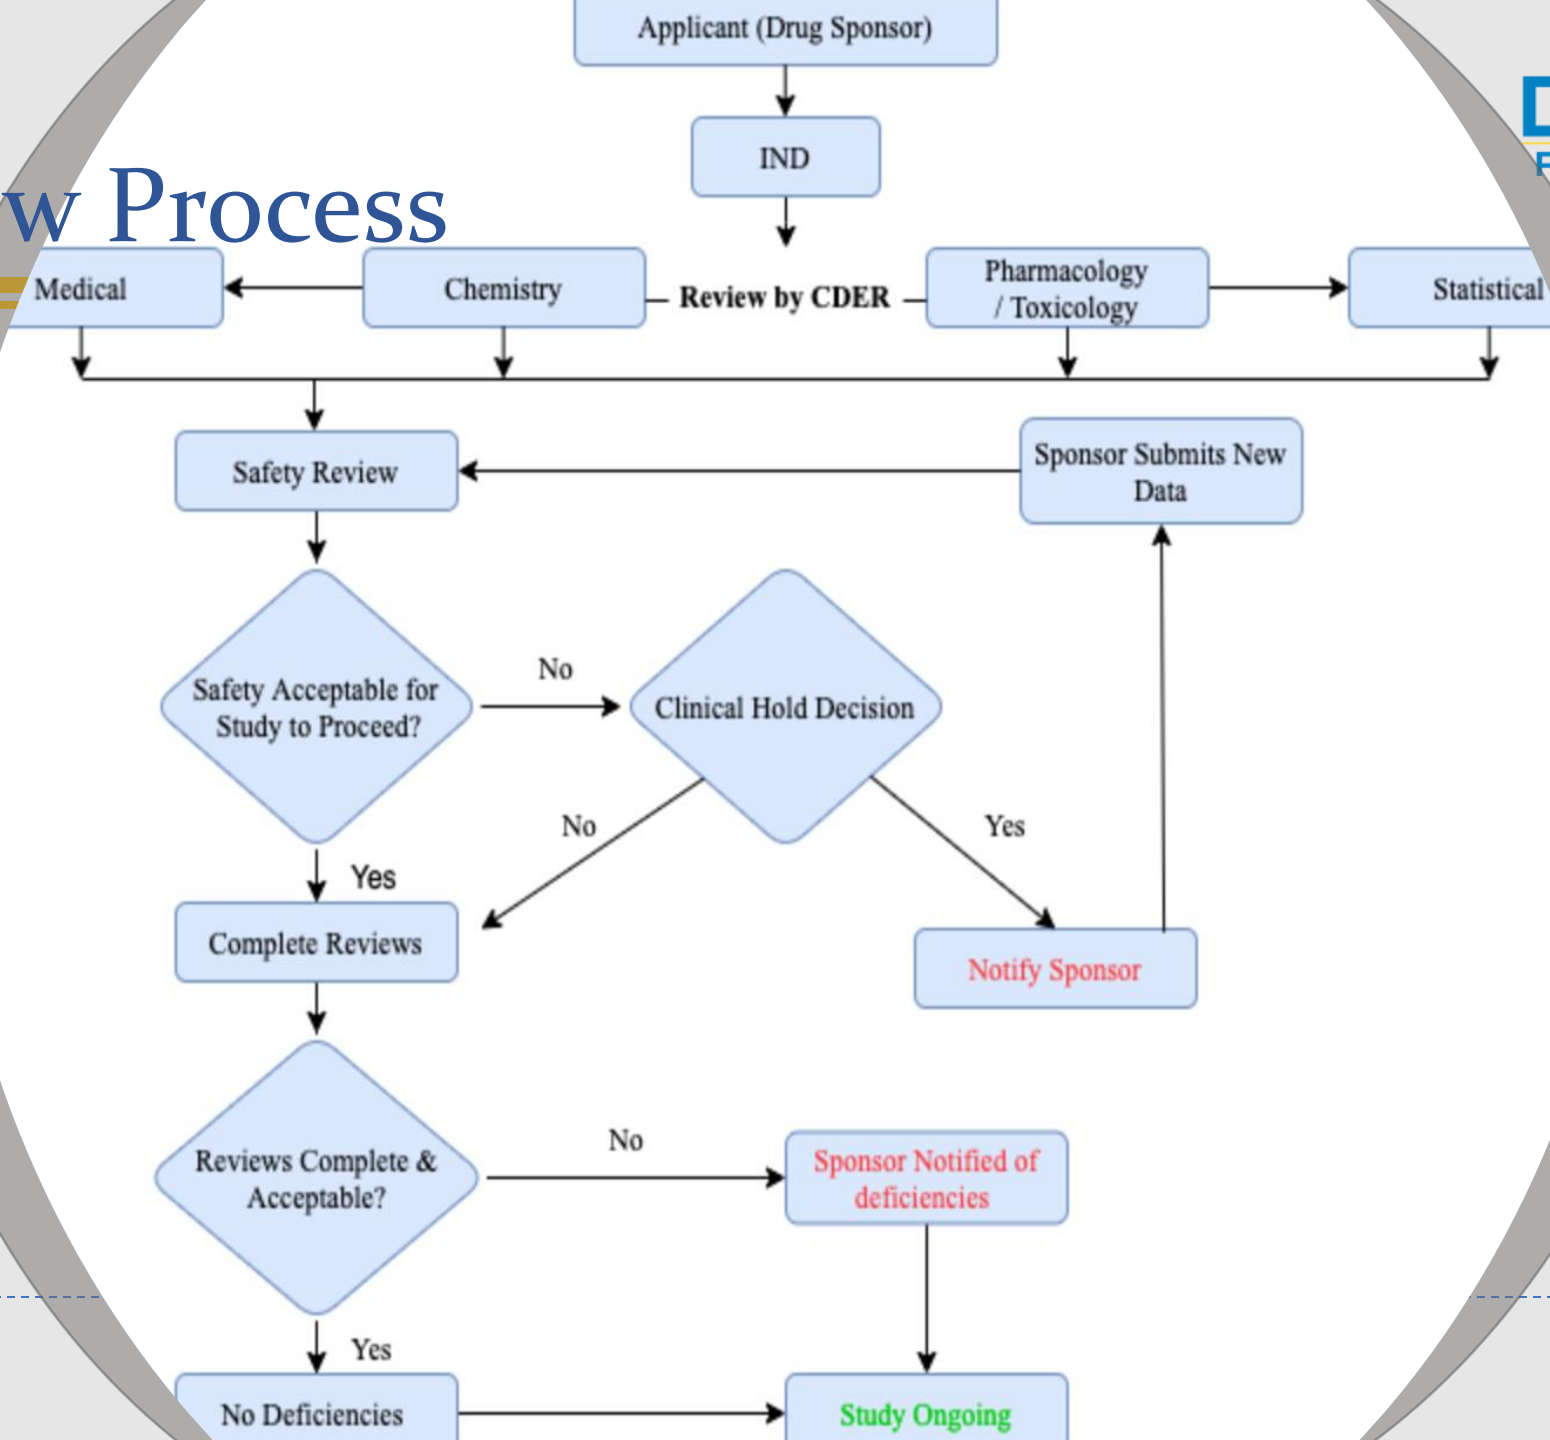 Applicant (Drug Sponsor)
IND
w Process
Medical
Chemistry
Review by CDER
Pharmacology
/ Toxicology
Statistical
Safety Review
Sponsor Submits New
Data
Safety Acceptable for
Study to Proceed?
No
Clinical Hold Decision
No
Yes
Yes
Complete Reviews
Notify Sponsor
Reviews Complete &
Acceptable?
No
Sponsor Notified of
deficiencies
Yes
No Deficiencies
Study Ongoing